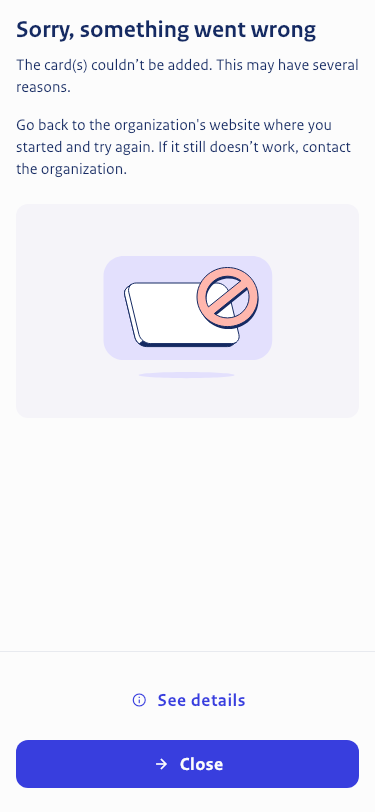 Sorry, something went wrong
The card(s) couldn’t be added. This may have several
reasons.
Go back to the organization's website where you
started and try again. If it still doesn’t work, contact
the organization.
See details
Close